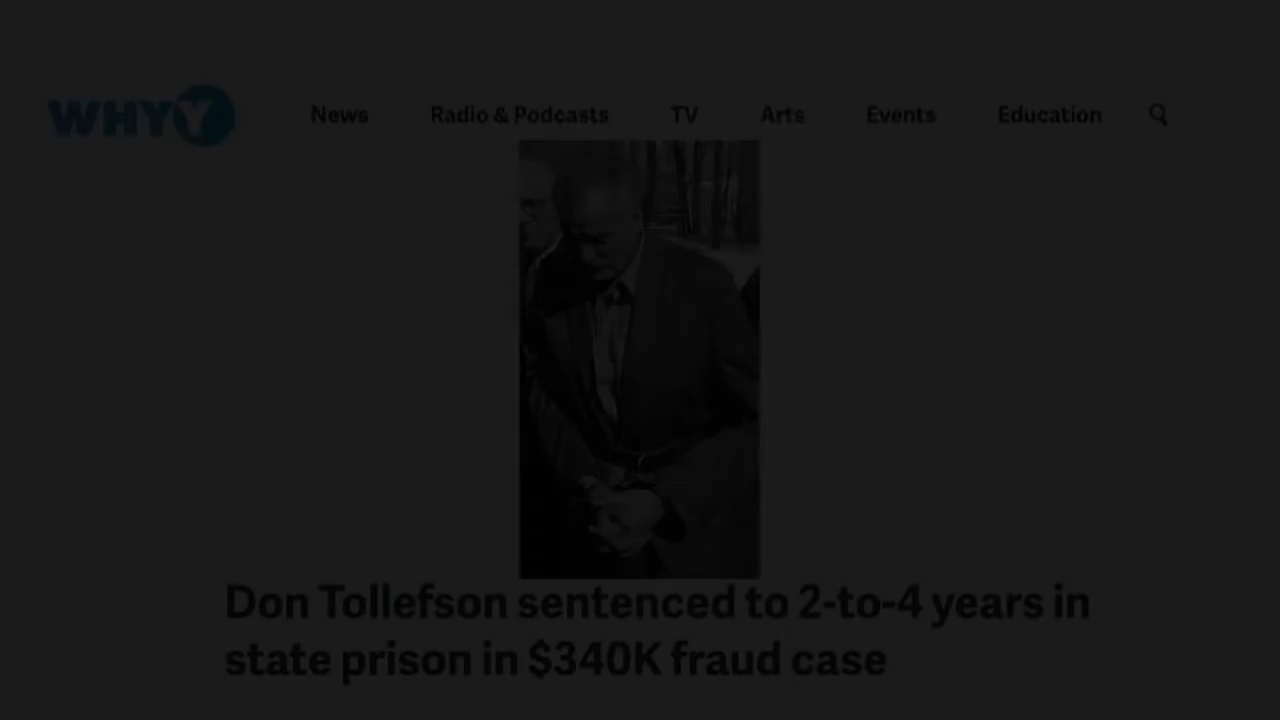 WHYY
News Radio & Podcasts TV Arts Events Education
Don Tollefson sentenced to 2-to-4 years in
state prison in $340K fraud case